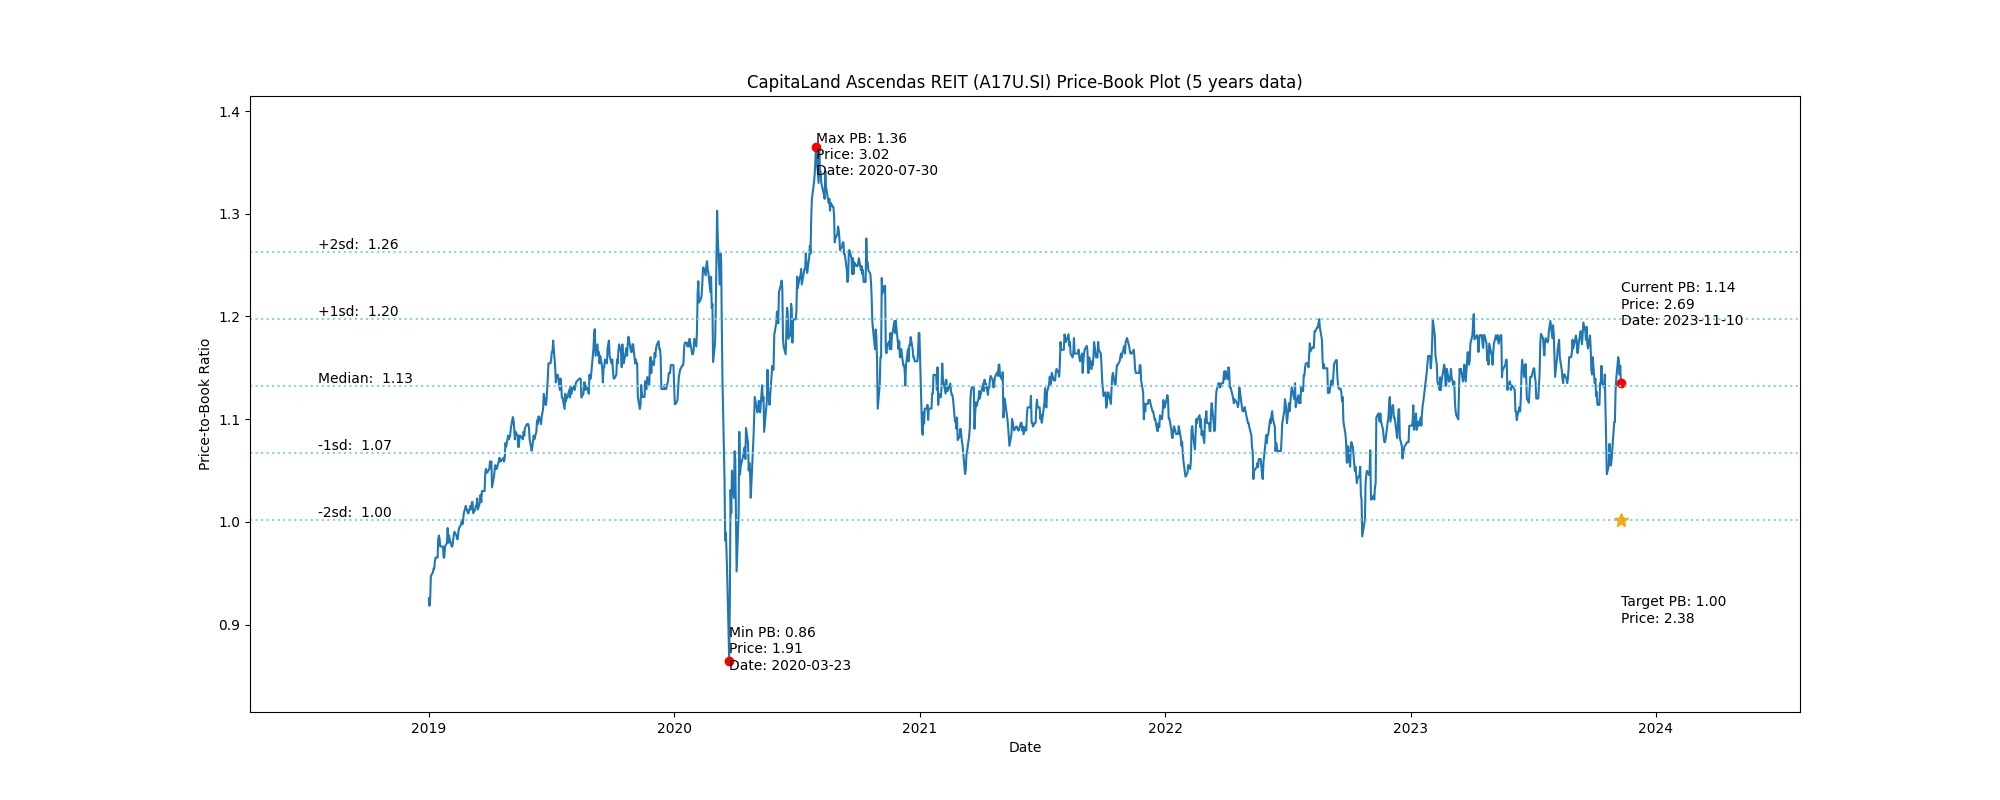 CapitaLand Ascendas REIT (A17U.SI) Price-Book Plot (5 years data)
1.4
Max PB: 1.36
Price: 3.02
Date: 2020-07-30
1.3
+2sd:  1.26
Current PB: 1.14
Price: 2.69
Date: 2023-11-10
+1sd:  1.20
1.2
Price-to-Book Ratio
Median:  1.13
1.1
-1sd:  1.07
-2sd:  1.00
1.0
Target PB: 1.00
Price: 2.38
0.9
Min PB: 0.86
Price: 1.91
Date: 2020-03-23
2019 2020 2021 2022 2023 2024
Date